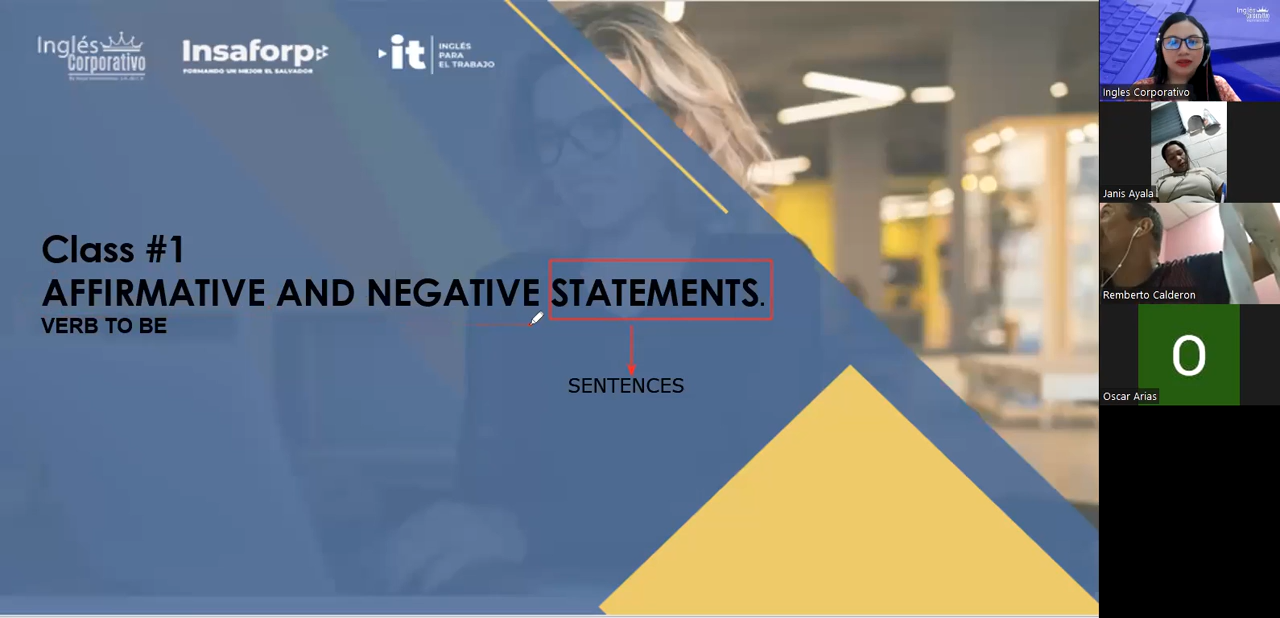 Inglés
Corporativo
Insaforp
FORMANDO UN MEJOR EL SALVADOR
it
INGLÉS
PARA
EL TRABAJO
Class #1
AFFIRMATIVE AND NEGATIVE STATEMENTS.
VERB TO BE
SENTENCES
Ingles Corporativo
Janis Ayala
Remberto Calderon
O
Oscar Arias